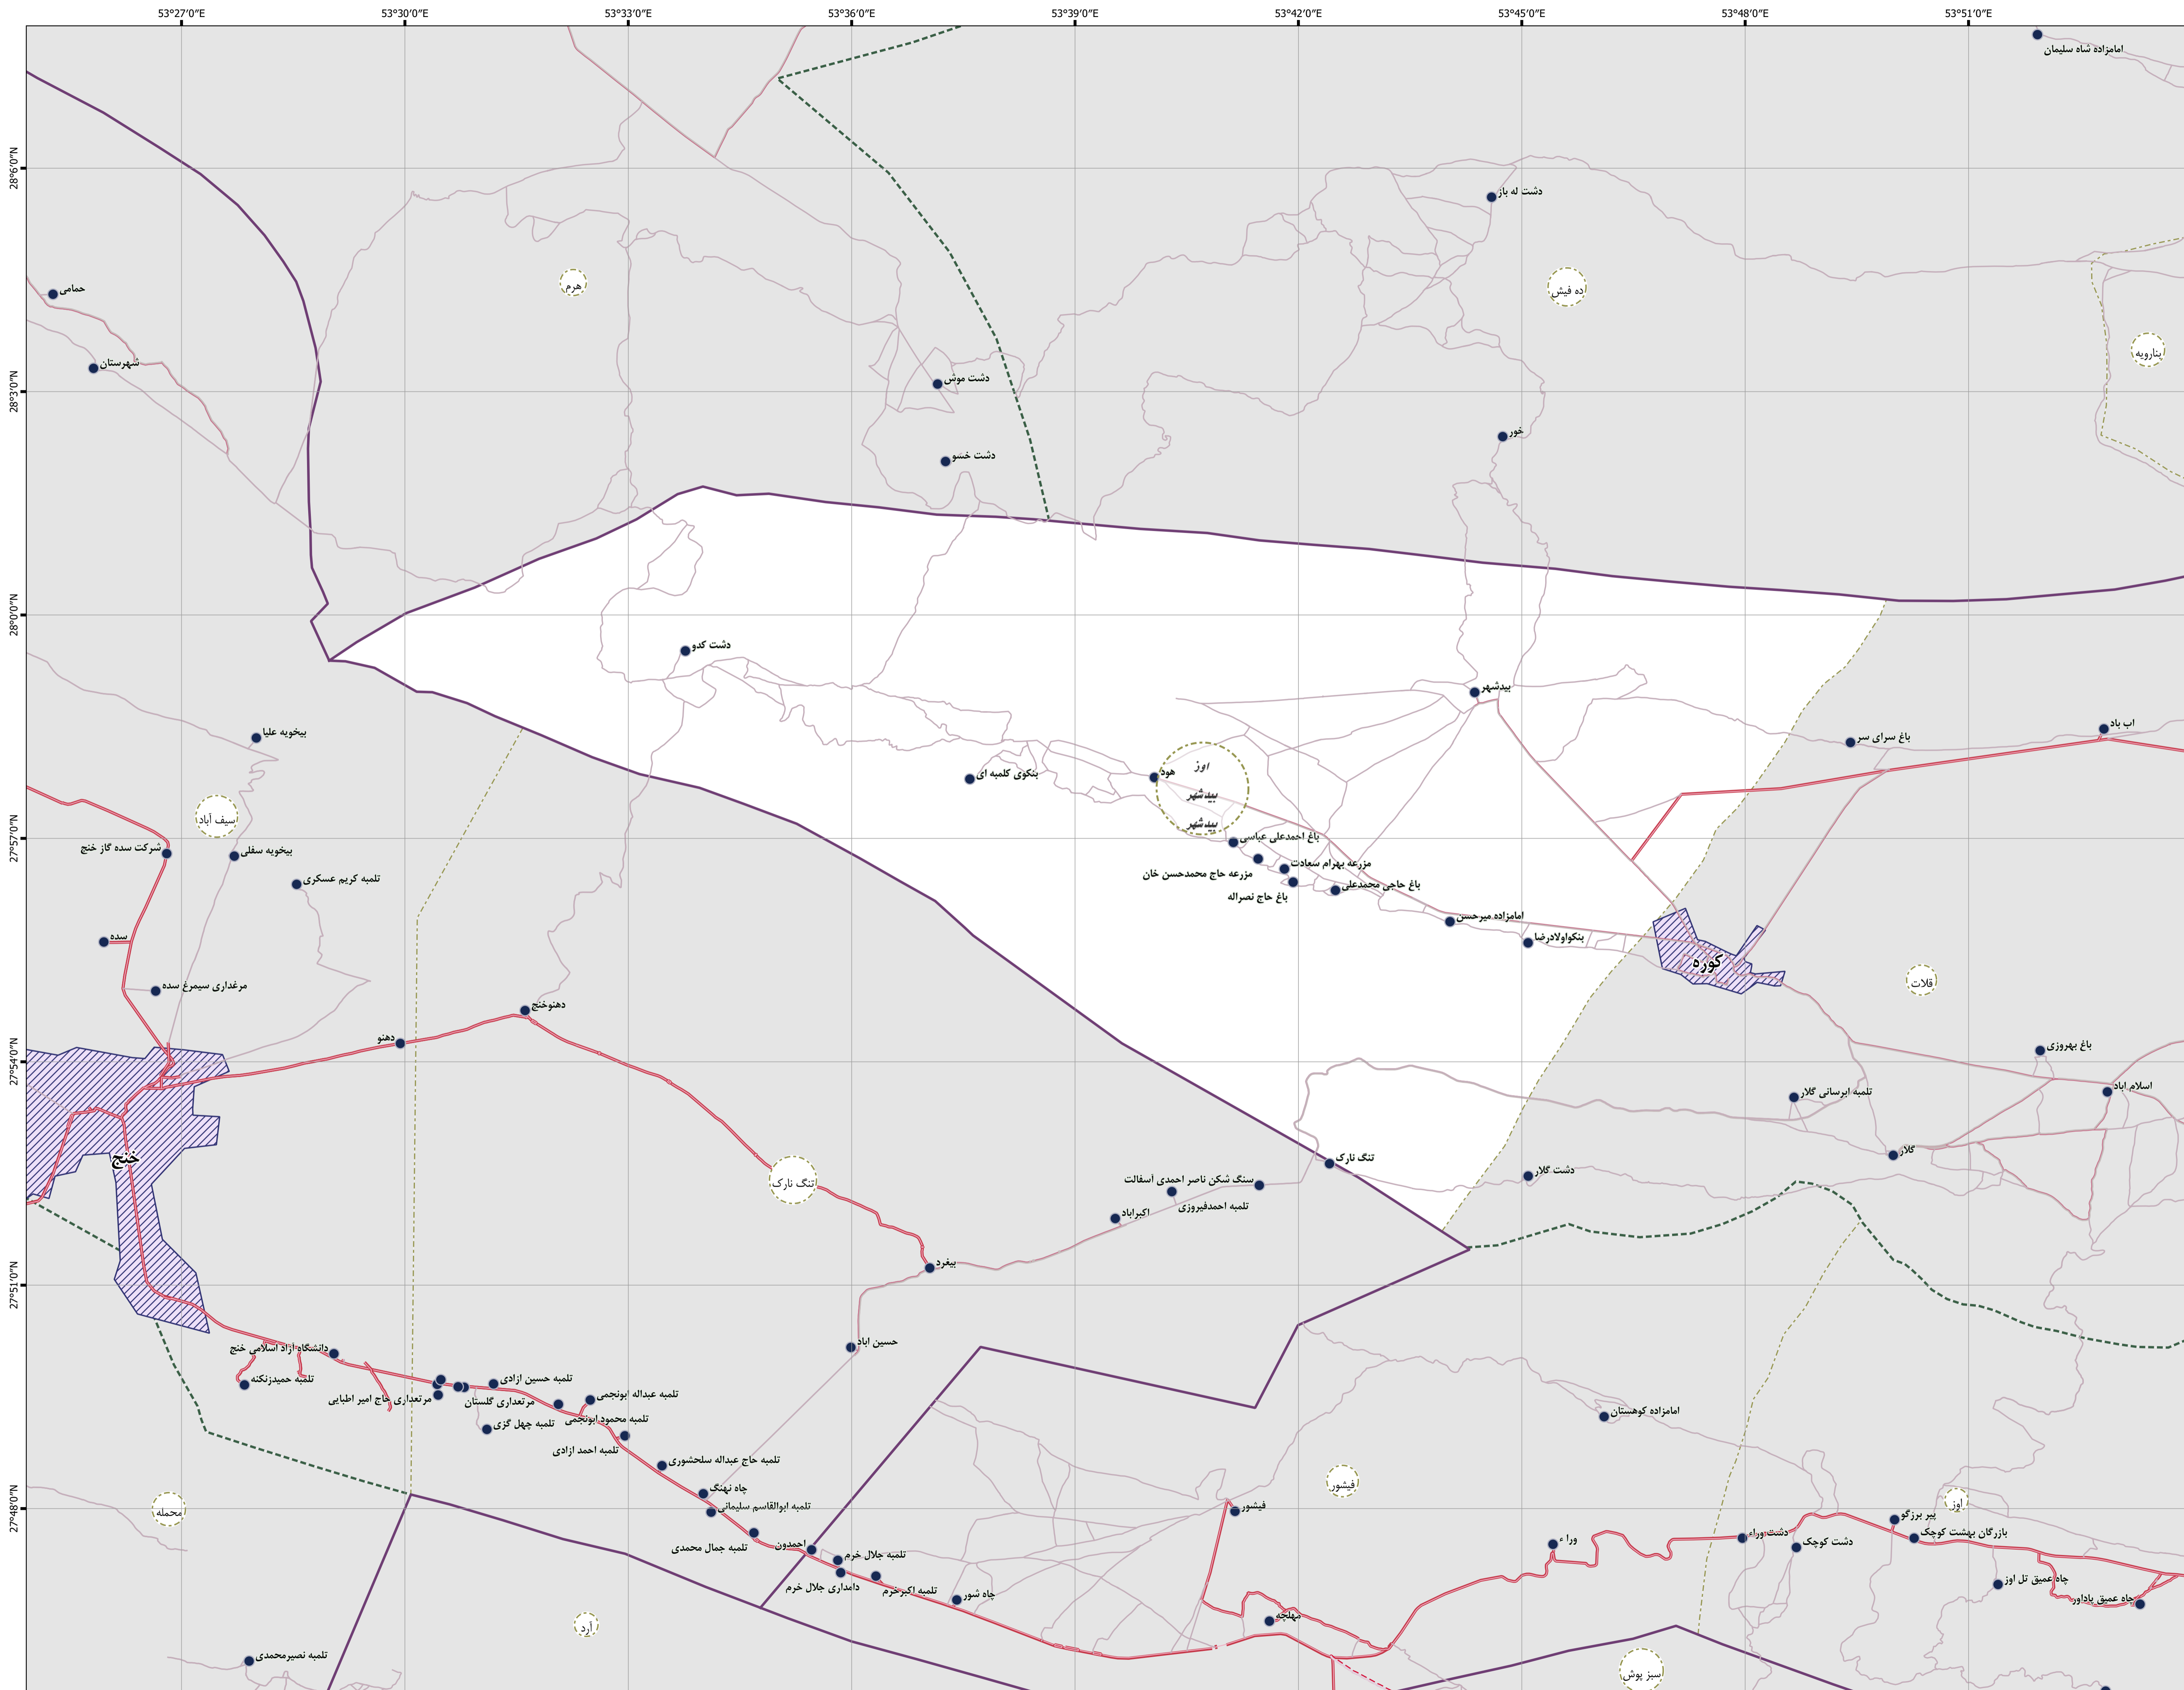 53°27'0"E
53°30'0"E
53°33'0"E
53°36'0"E
53°39'0"E
53°42'0"E
53°45'0"E
53°48'0"E
53°51'0"E
امامزاده شاه سلیمان
28°6'0"N
دشت له باز
هرم
ده فیش
حمامی
بنارویه
شهرستان
دشت موش
28°3'0"N
خور
دشت خسو
28°0'0"N
دشت کدو
بیدشهر
بیخویه علیا
اب باد
باغ سرای سر
اوز
هود
بنکوی کلمبه ای
بیدشهر
بیدشهر
سیف آباد
27°57'0"N
باغ احمدعلی عباسی
شرکت سده گاز خنج
بیخویه سفلی
مزرعه بهرام سعادت
مزرعه حاج محمدحسن خان
تلمبه کریم عسکری
باغ حاجی محمدعلی
باغ حاج نصراله
امامزاده میرحسن
سده
بنکواولادرضا
کوره
قلات
مرغداری سیمرغ سده
دهنوخنج
دهنو
باغ بهروزی
27°54'0"N
اسلام اباد
تلمبه ابرسانی گلار
خنج
گلار
تنگ نارک
دشت گلار
تنگ نارک
سنگ شکن ناصر احمدی آسفالت
تلمبه احمدفیروزی
اکبراباد
بیغرد
27°51'0"N
حسین اباد
دانشگاه آزاد اسلامی خنج
تلمبه حمیدزنکنه
تلمبه حسین ازادی
مرتعداری حاج امیر اطبایی
مرتعداری گلستان
تلمبه عبداله ابونجمی
تلمبه محمود ابونجمی
تلمبه چهل گزی
امامزاده کوهستان
تلمبه احمد ازادی
تلمبه حاج عبداله سلحشوری
فیشور
چاه نهنگ
اوز
27°48'0"N
محمله
تلمبه ابوالقاسم سلیمانی
فیشور
پیر برزگو
دشت وراء
بازرگان بهشت کوچک
وراء
دشت کوچک
تلمبه جمال محمدی
احمدون
تلمبه جلال خرم
دامداری جلال خرم
تلمبه اکبرخرم
چاه شور
چاه عمیق تل اوز
چاه عمیق باداور
مهلچه
آرد
تلمبه نصیرمحمدی
سبز پوش